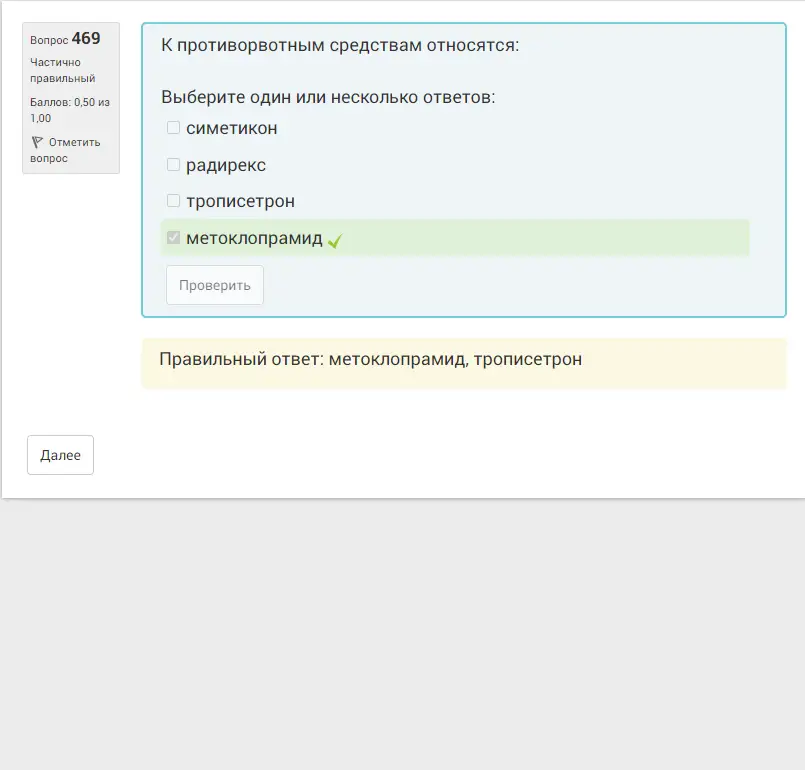 Вопрос 469
Частично
правильный
Баллов: 0,50 из
1,00
Отметить
вопрос
К противорвотным средствам относятся:
Выберите один или несколько ответов:
симетикон
радирекс
трописетрон
метоклопрамид
Проверить
Правильный ответ: метоклопрамид, трописетрон
Далее